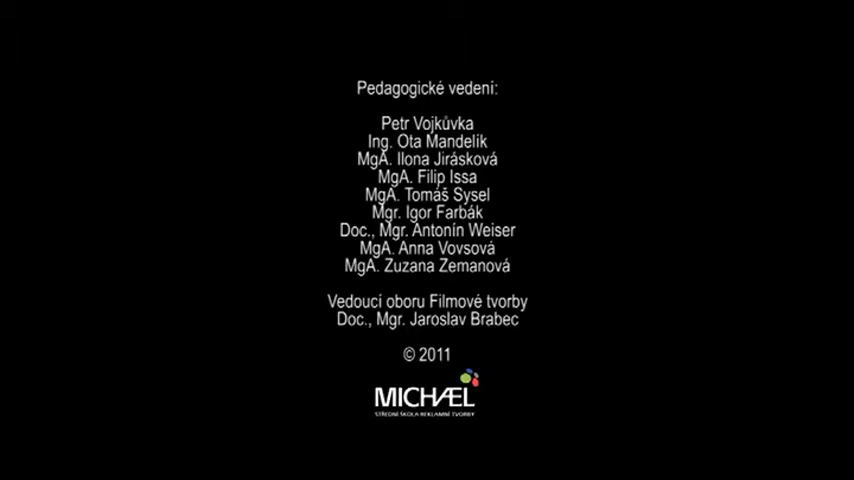 Pedagogické vedení:
Petr Vojkůvka
Ing. Ota Mandelík
MgA. Ilona Jirásková
MgA. Filip Issa
MgA. Tomáš Sysel
Mgr. Igor Farbák
Doc., Mgr. Antonín Weiser
MgA. Anna Vovsová
MgA. Zuzana Zemanová
Vedoucí oboru Filmové tvorby
Doc., Mgr. Jaroslav Brabec
© 2011
MICHÆL
STŘEDNÍ ŠKOLA REKLAMNÍ TVORBY